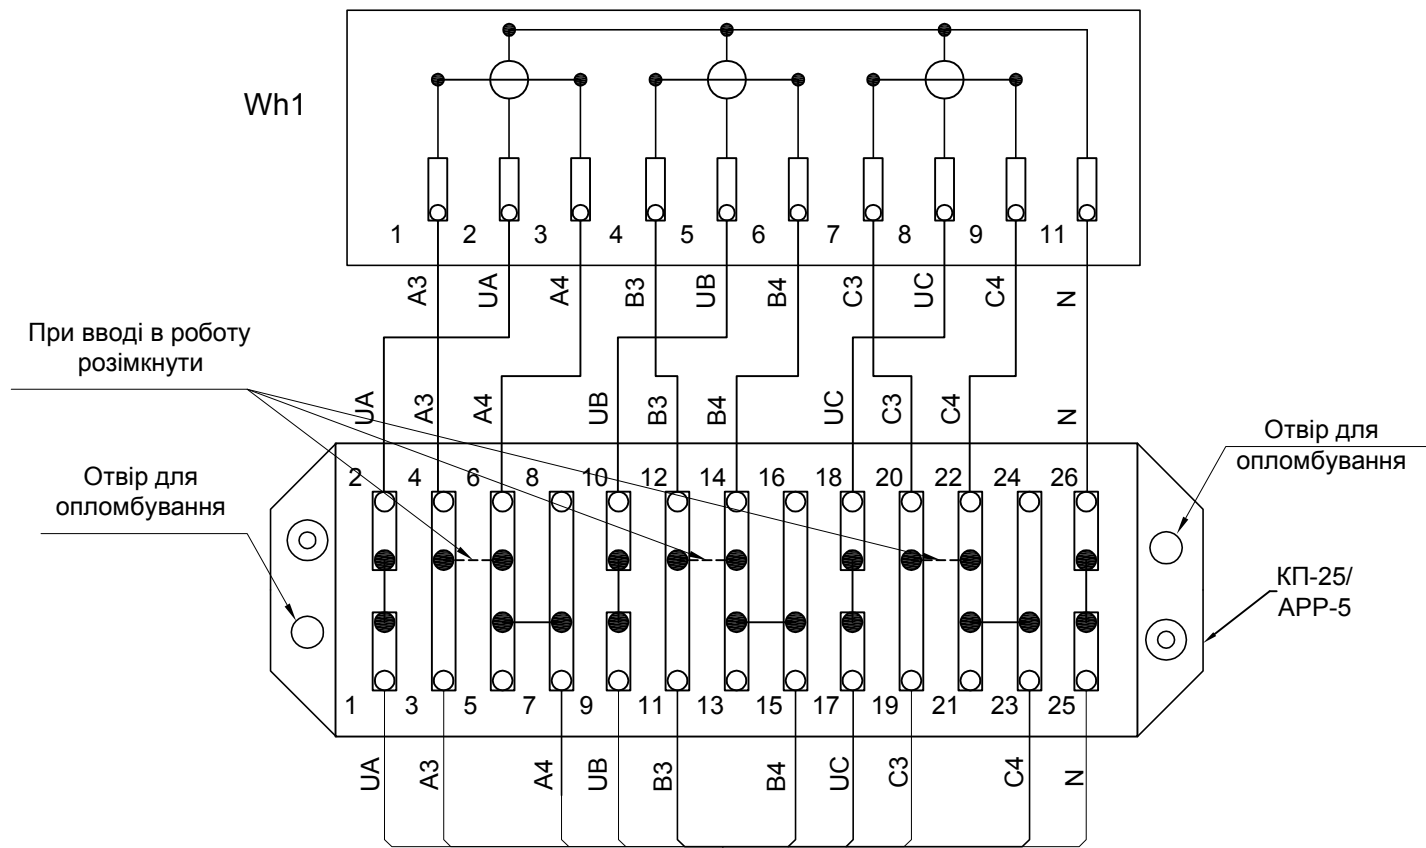 Wh1
1 2 3 4 5 6 7 8 9 11
A3 UA A4 B3 UB B4 C3 UC C4 N
При вводі в роботу
розімкнути
UA A3 A4 UB B3 B4 UC C3 C4 N
Отвір для
опломбування
Отвір для
опломбування
2 4 6 8 10 12 14 16 18 20 22 24 26
КП-25/
АРР-5
1 3 5 7 9 11 13 15 17 19 21 23 25
UA A3 A4 UB B3 B4 UC C3 C4 N